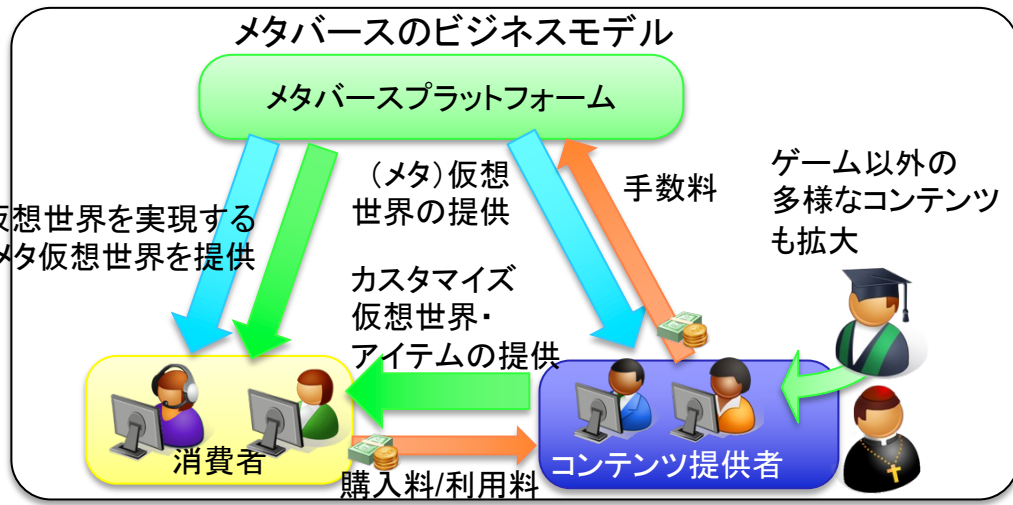 メタバースのビジネスモデル
メタバースプラットフォーム
仮想世界を実現する
メタ仮想世界を提供
（メタ）仮想
世界の提供
手数料
ゲーム以外の
多様なコンテンツ
も拡大
カスタマイズ
仮想世界・
アイテムの提供
消費者
コンテンツ提供者
購入料/利用料